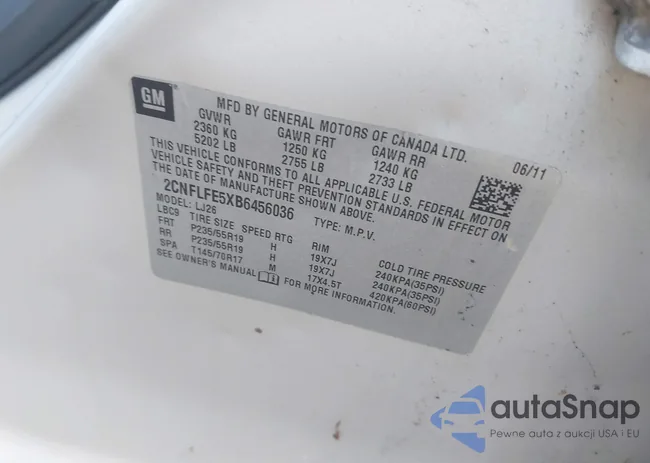 GM
MFD BY GENERAL MOTORS OF CANADA LTD.
GVWR GAWR FRT GAWR RR 06/11
2360 KG 1250 KG 1240 KG
5202 LB 2755 LB 2733 LB
THIS VEHICLE CONFORMS TO ALL APPLICABLE U.S. FEDERAL MOTOR
VEHICLE SAFETY AND THEFT PREVENTION STANDARDS IN EFFECT ON
THE DATE OF MANUFACTURE SHOWN ABOVE.
2CNFLFE5XB6456036 TYPE: M.P.V.
MODEL: LJ26
LBC9 TIRE SIZE SPEED RTG RIM COLD TIRE PRESSURE
FRT P235/55R19 H 19X7J 240KPA(35PSI)
RR P235/55R19 H 19X7J 240KPA(35PSI)
SPA T145/70R17 M 17X4.5T 420KPA(60PSI)
SEE OWNER'S MANUAL FOR MORE INFORMATION.
autoSnap
Pewne auta z aukcji USA i EU